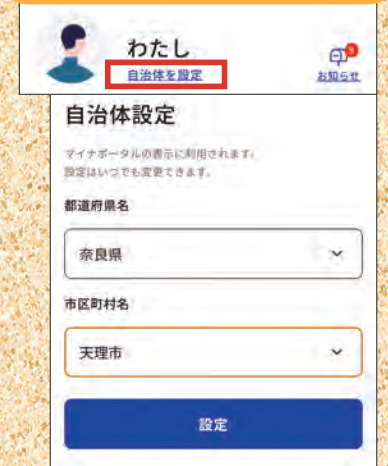 わたし
自治体を設定
9
お知らせ
自治体設定
マイナポータルの表示に利用されます。
設定はいつでも変更できます。
都道府県名
奈良県
市区町村名
天理市
設定